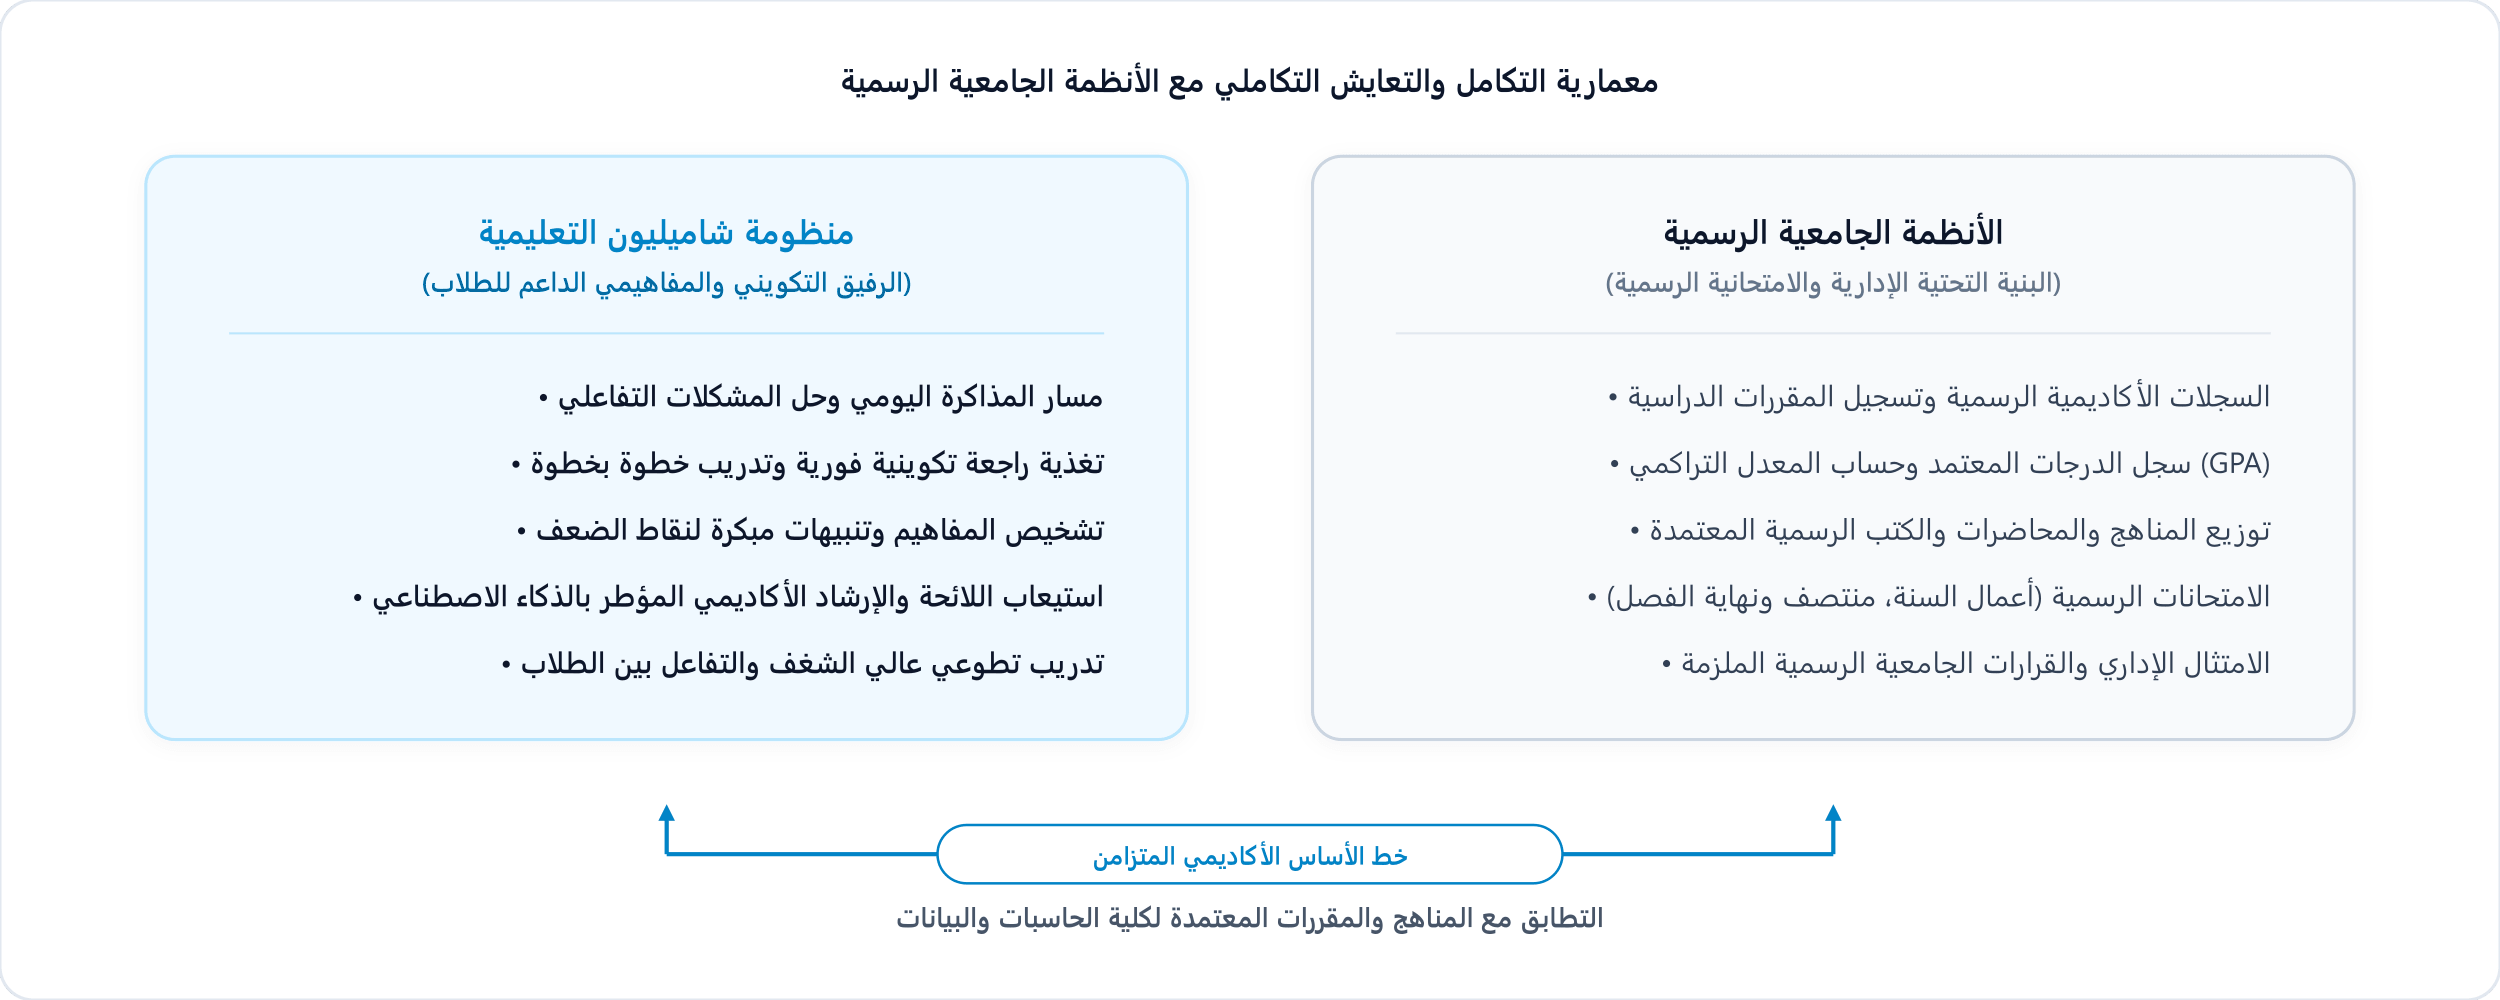 معمارية التكامل والتعايش التكاملي مع الأنظمة الجامعية الرسمية
الأنظمة الجامعية الرسمية
(البنية التحتية الإدارية والامتحانية الرسمية)
السجلات الأكاديمية الرسمية وتسجيل المقررات الدراسية •
(GPA) سجل الدرجات المعتمد وحساب المعدل التراكمي •
توزيع المناهج والمحاضرات والكتب الرسمية المعتمدة •
الامتحانات الرسمية (أعمال السنة، منتصف ونهاية الفصل) •
الامتثال الإداري والقرارات الجامعية الرسمية الملزمة •
منظومة شامبليون التعلمية
(الرفيق التكويني والمفاهيمي الداعم للطلاب)
مسار المذاكرة اليومي وحل المشكلات التفاعلي •
تغذية راجعة تكوينية فورية وتدريب خطوة بخطوة •
تشخيص المفاهيم وتنبيهات مبكرة لنقاط الضعف •
استيعاب اللائحة والإرشاد الأكاديمي المؤطر بالذكاء الاصطناعي •
تدريب تطوعي عالي الشغف والتفاعل بين الطلاب •
خط الأساس الأكاديمي المتزامن
التطابق مع المناهج والمقررات المعتمدة لكلية الحاسبات والبيانات